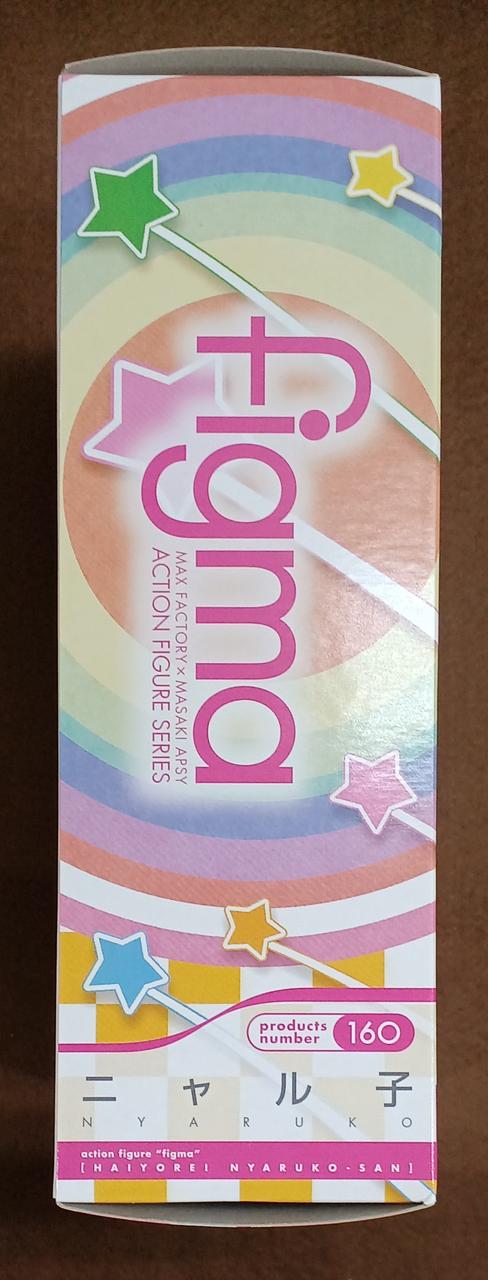 figma
MAX FACTORY × MASAKI APSY
ACTION FIGURE SERIES
products
number 160
ニャル子
NYARUKO
action figure "figma"
[HAIYORE! NYARUKO-SAN]